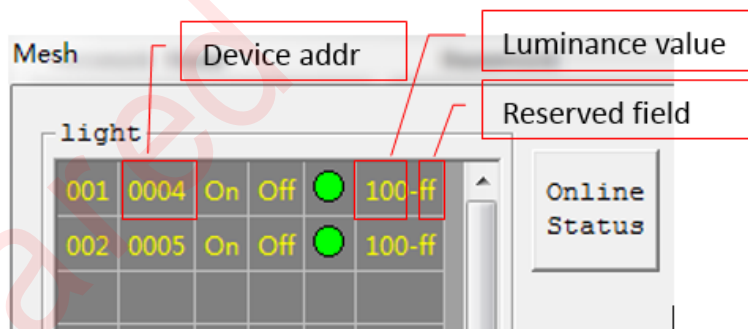 Luminance value
Mesh
Device addr
Reserved field
light
001 0004 On Off 100-ff
002 0005 On Off 100-ff
Online
Status